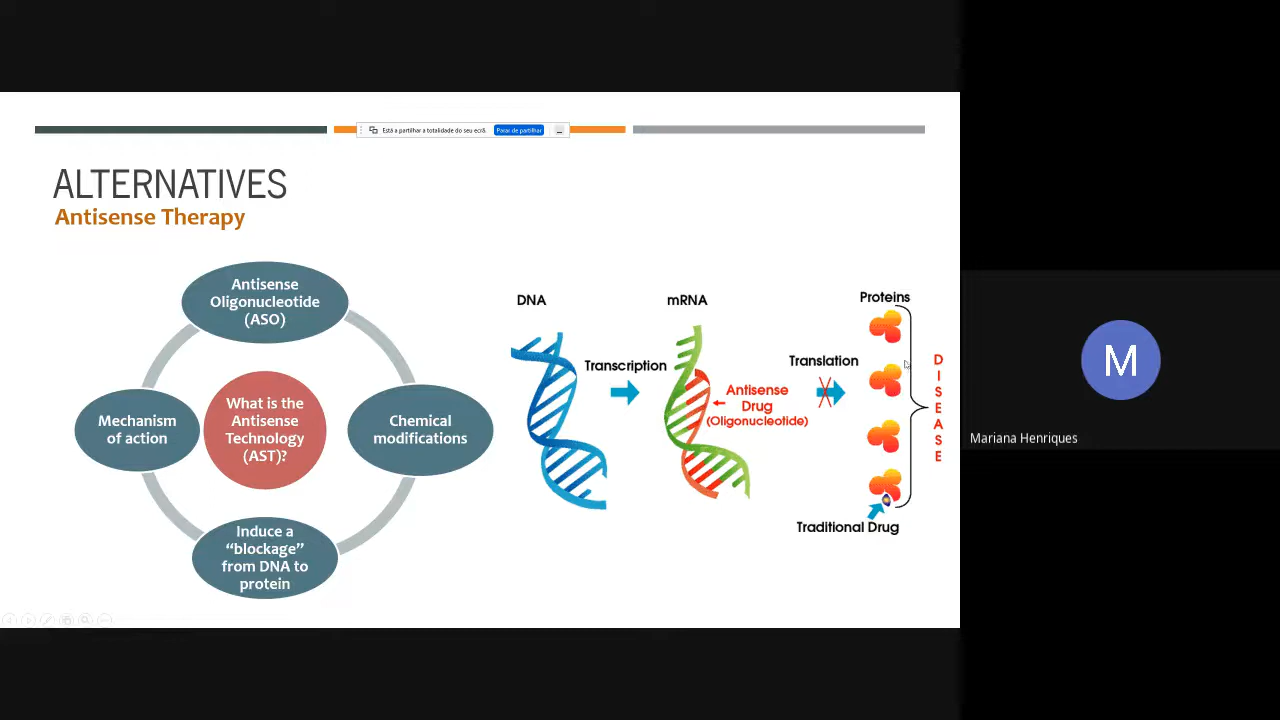 Está a partilhar a totalidade do seu ecrã
Parar de partilhar
ALTERNATIVES
Antisense Therapy
Antisense
Oligonucleotide
(ASO)
Mechanism
of action
What is the
Antisense
Technology
(AST)?
Chemical
modifications
Induce a
“blockage”
from DNA to
protein
DNA
Transcription
mRNA
Antisense
Drug
(Oligonucleotide)
Translation
Proteins
DISEASE
Traditional Drug
M
Mariana Henriques